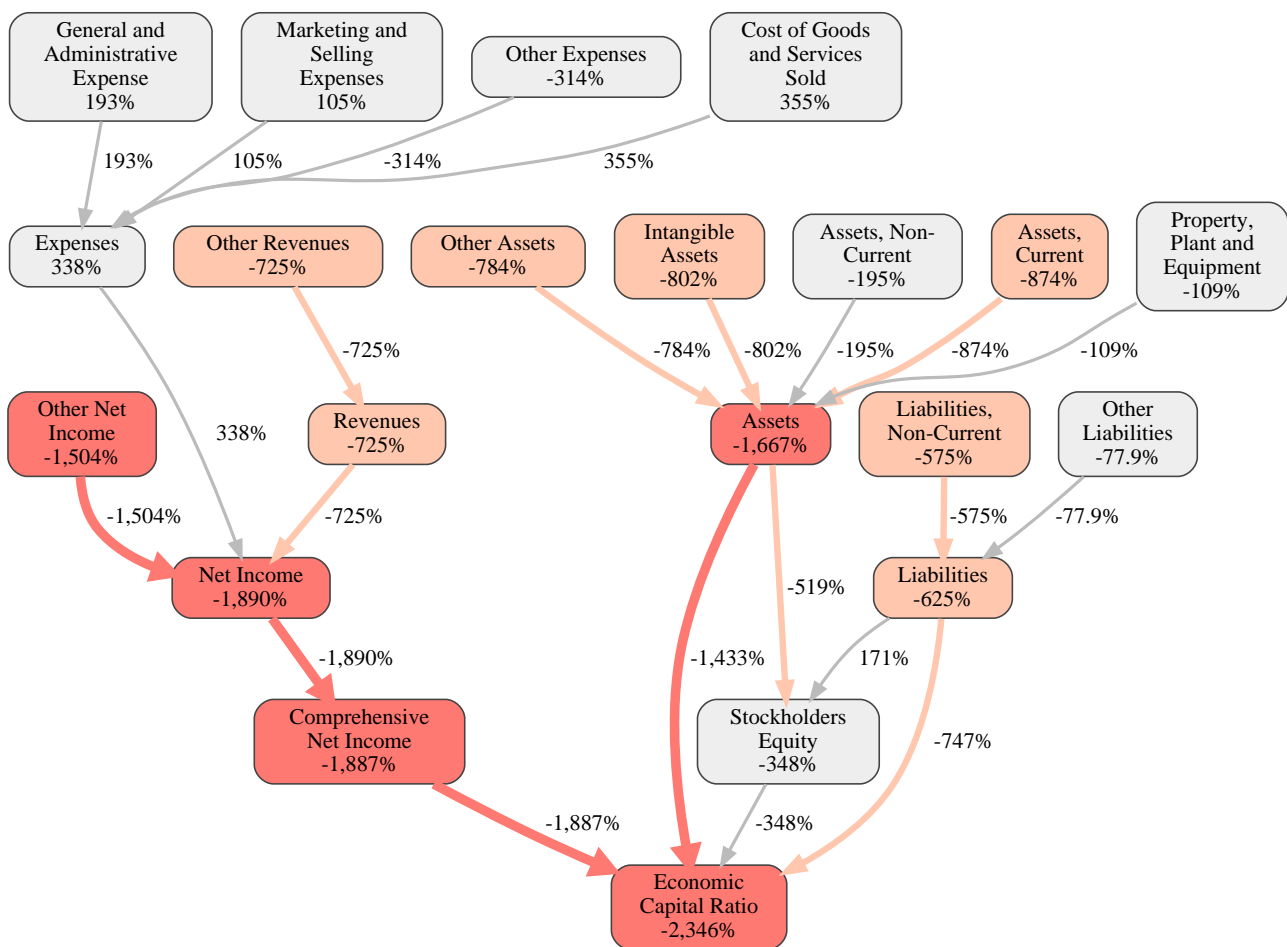 General and
Administrative
Expense
193%
Marketing and
Selling
Expenses
105%
Other Expenses
-314%
Cost of Goods
and Services
Sold
355%
193%
105%
-314%
355%
Expenses
338%
Other Revenues
-725%
Other Assets
-784%
Intangible
Assets
-802%
Assets, Non-
Current
-195%
Assets,
Current
-874%
Property,
Plant and
Equipment
-109%
-725%
-784%
-802%
-195%
-874%
-109%
Other Net
Income
-1,504%
338%
Revenues
-725%
Assets
-1,667%
Liabilities,
Non-Current
-575%
Other
Liabilities
-77.9%
-1,504%
-725%
-575%
-77.9%
Net Income
-1,890%
-519%
Liabilities
-625%
-1,890%
-1,433%
171%
Comprehensive
Net Income
-1,887%
Stockholders
Equity
-348%
-747%
-1,887%
-348%
Economic
Capital Ratio
-2,346%